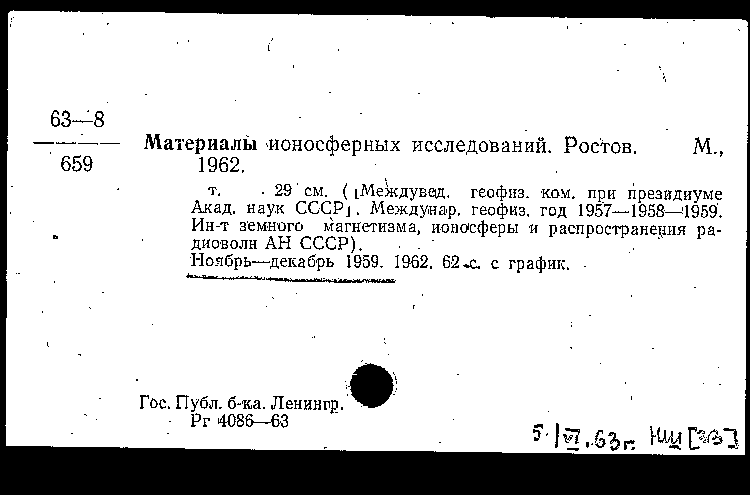 63—8
659
Материалы ионосферных исследований. Ростов. М.,
1962.
т. 29 см. ([Междувед. геофиз. ком. при президиуме
Акад. наук СССР]. Междунар. геофиз. год 1957—1958—1959.
Ин-т земного магнетизма, ионосферы и распространения ра-
диоволн АН СССР).
Ноябрь—декабрь 1959. 1962. 62 с. с график.
Гос. Публ. б-ка. Ленингр.
Рг 4086—63
5/VI.63г.